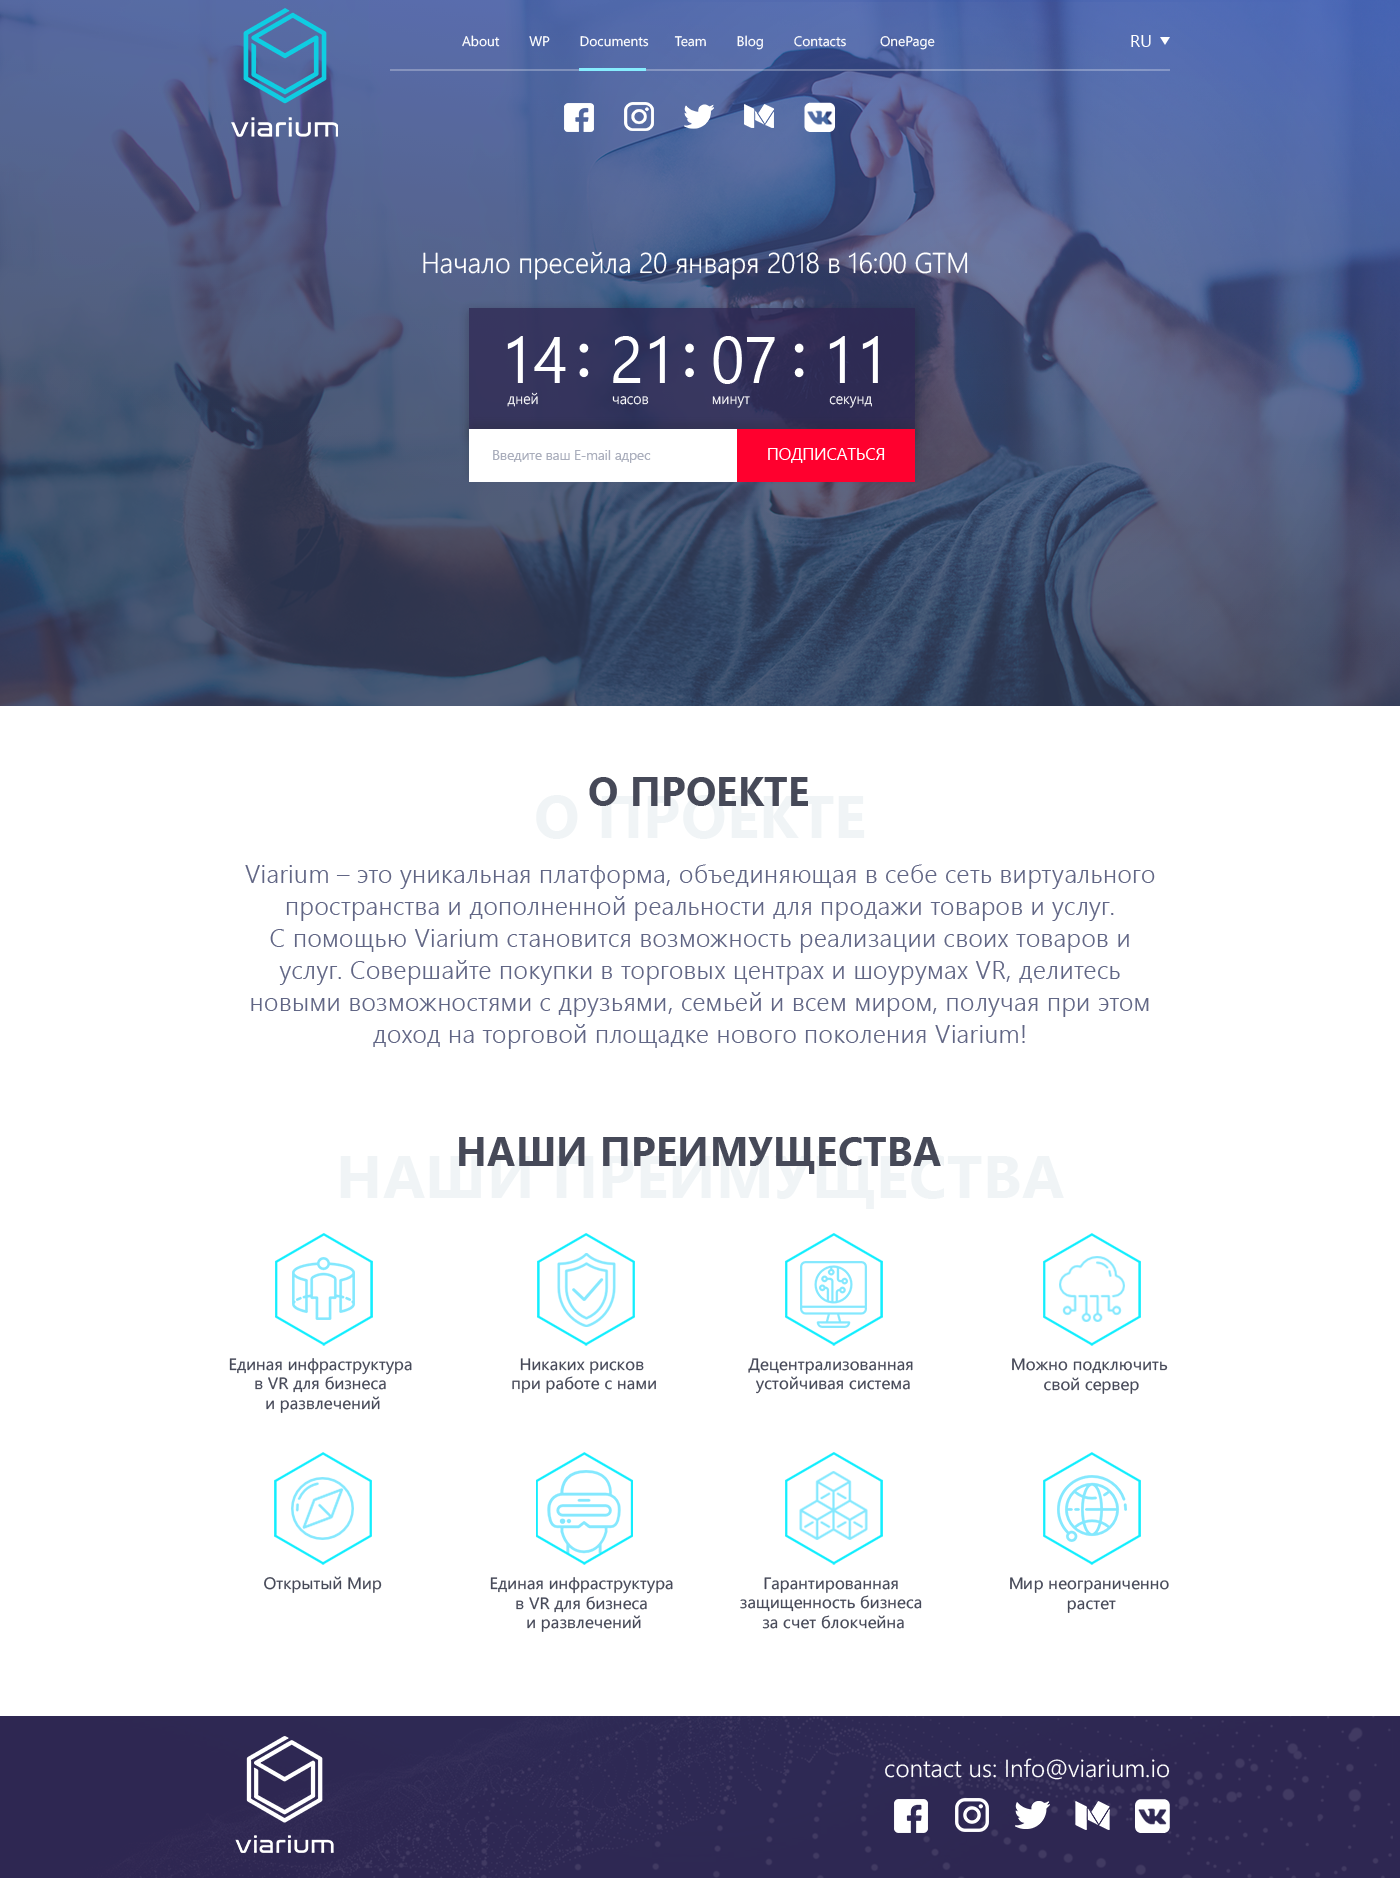 viarium
About WP Documents Team Blog Contacts OnePage RU
Начало пресейла 20 января 2018 в 16:00 GTM
14 : 21 : 07 : 11
дней часов минут секунд
Введите ваш E-mail адрес ПОДПИСАТЬСЯ
О ПРОЕКТЕ
О ПРОЕКТЕ
Viarium – это уникальная платформа, объединяющая в себе сеть виртуального
пространства и дополненной реальности для продажи товаров и услуг.
С помощью Viarium становится возможность реализации своих товаров и
услуг. Совершайте покупки в торговых центрах и шоурумах VR, делитесь
новыми возможностями с друзьями, семьей и всем миром, получая при этом
доход на торговой площадке нового поколения Viarium!
НАШИ ПРЕИМУЩЕСТВА
НАШИ ПРЕИМУЩЕСТВА
Единая инфраструктура
в VR для бизнеса
и развлечений
Никаких рисков
при работе с нами
Децентрализованная
устойчивая система
Можно подключить
свой сервер
Открытый Мир
Единая инфраструктура
в VR для бизнеса
и развлечений
Гарантированная
защищенность бизнеса
за счет блокчейна
Мир неограниченно
растет
viarium
contact us: Info@viarium.io